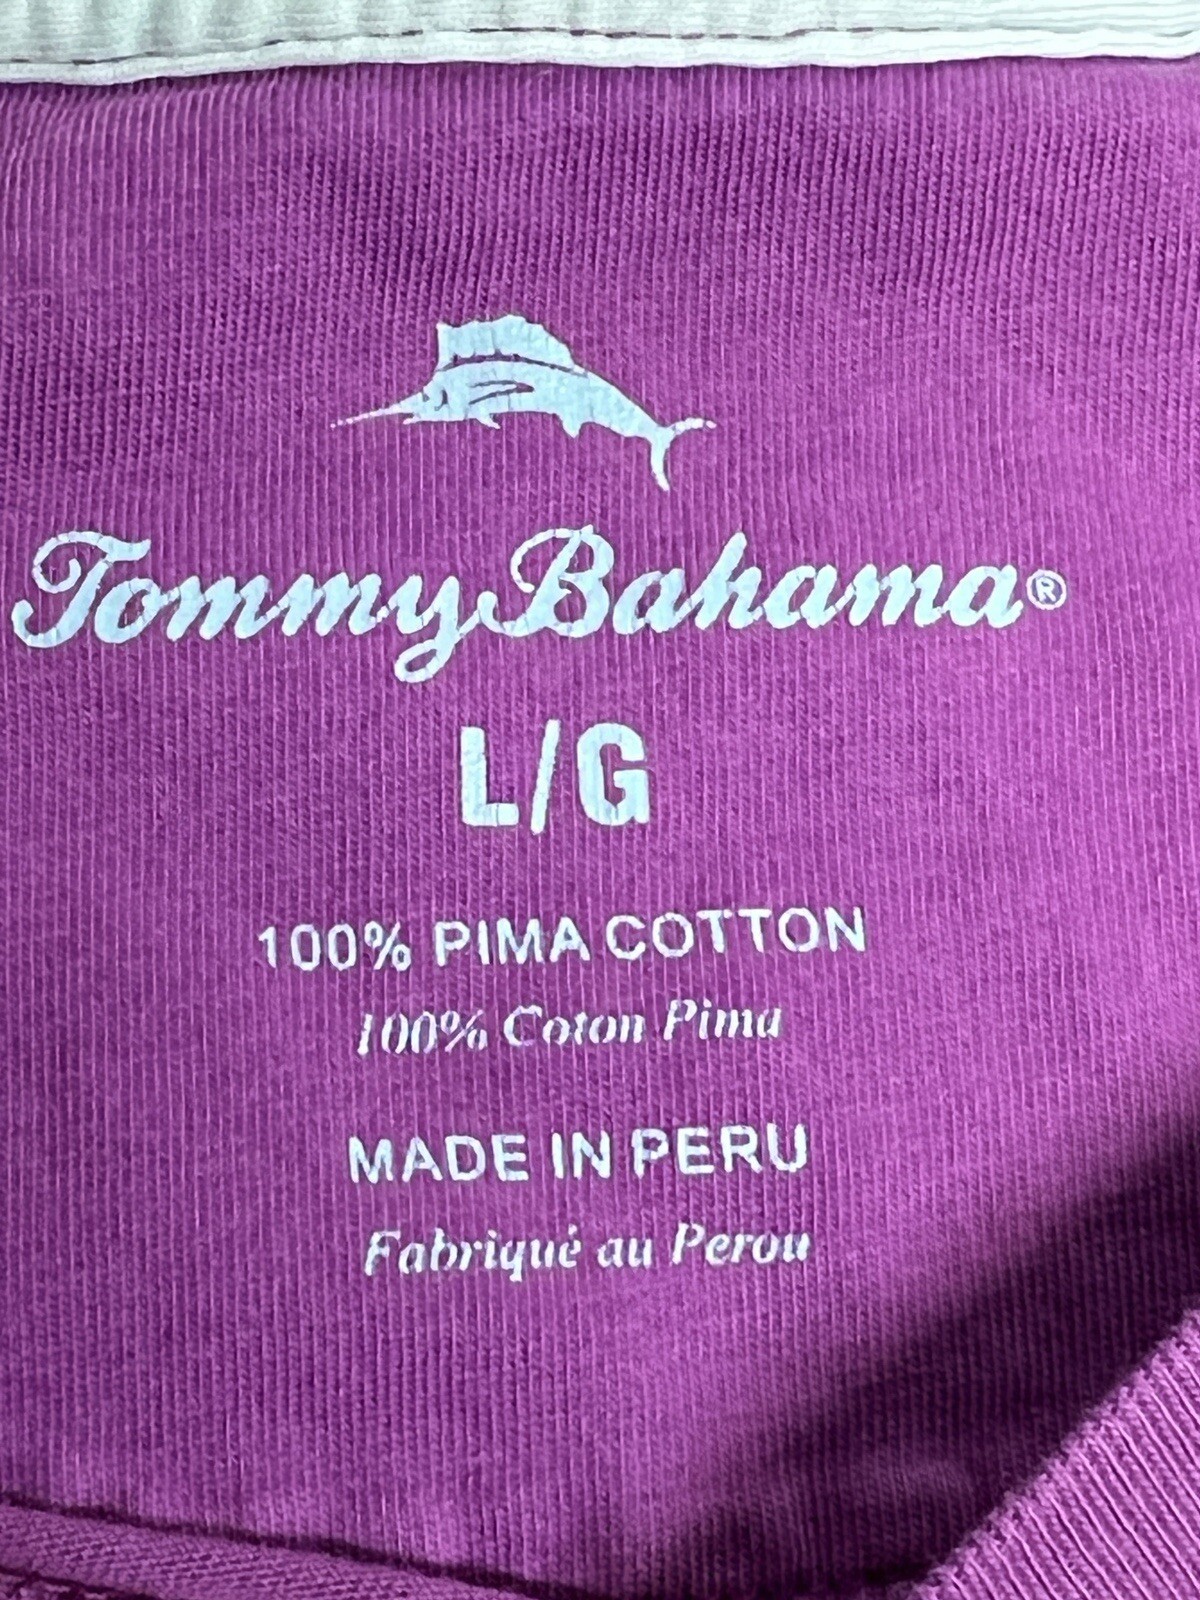 Tommy Bahama®
L/G
100% PIMA COTTON
100% Coton Pima
MADE IN PERU
Fabriqué au Perou